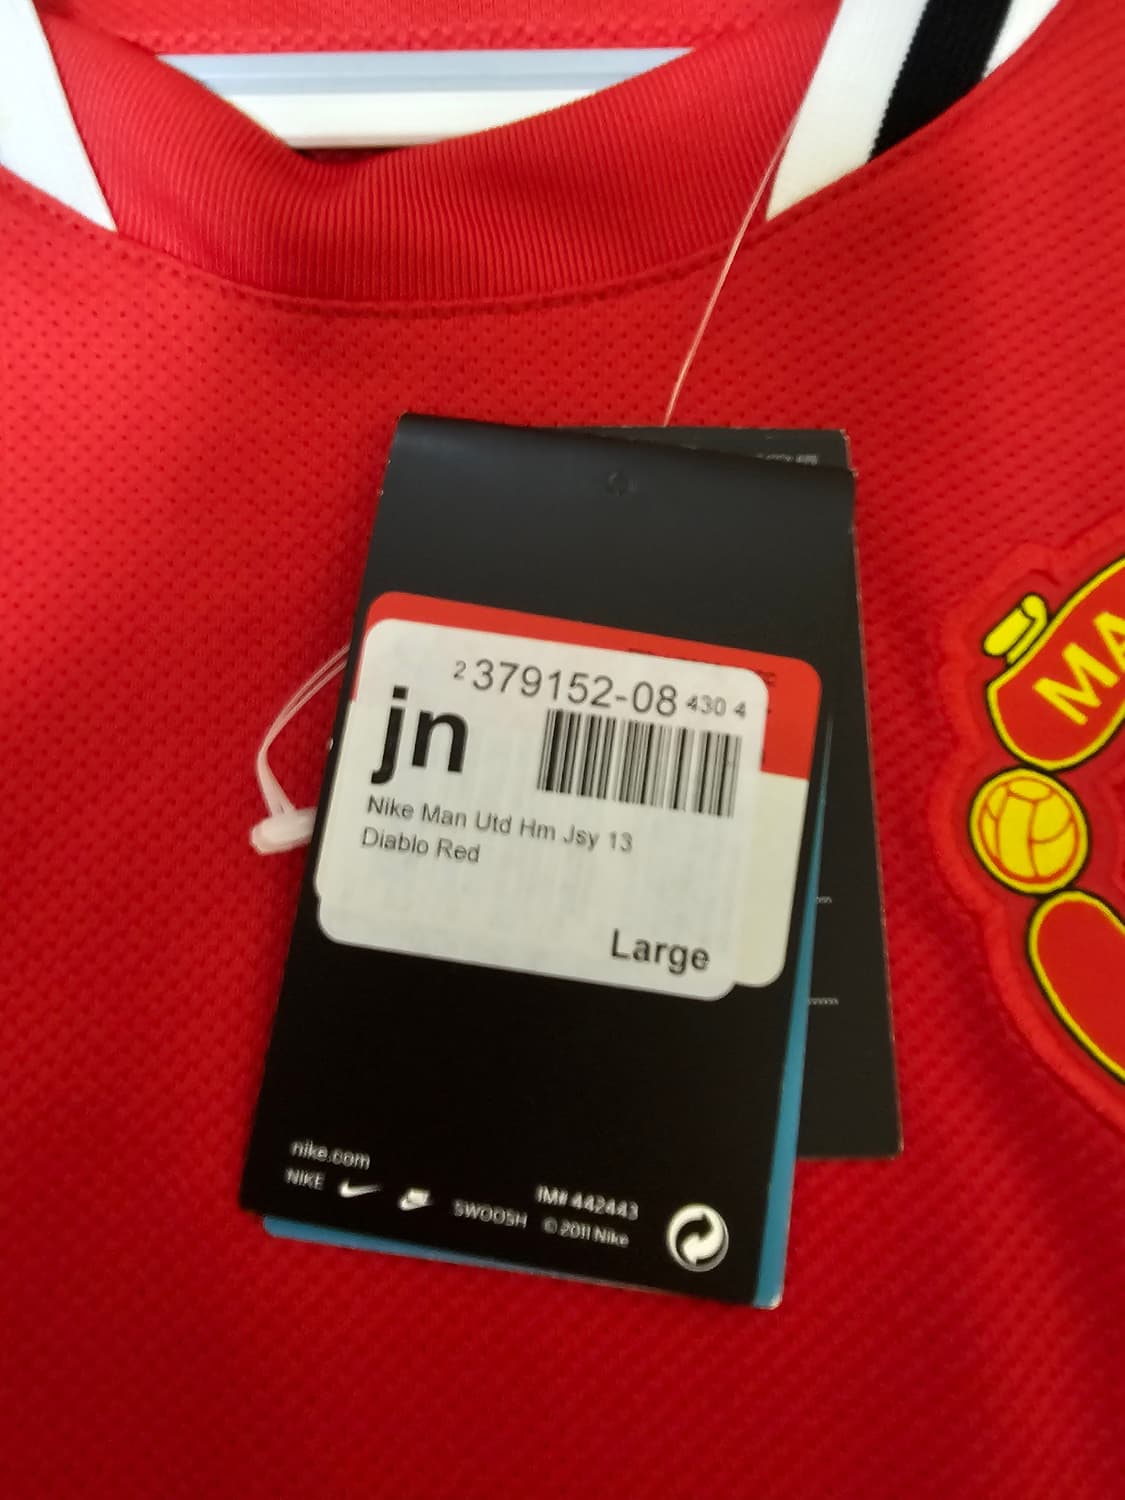 2 379152-08 430 4
jn
Nike Man Utd Hm Jsy 13
Diablo Red
Large
nike.com
NIKE
SWOOSH
IM# 442443
© 2011 Nike
MA